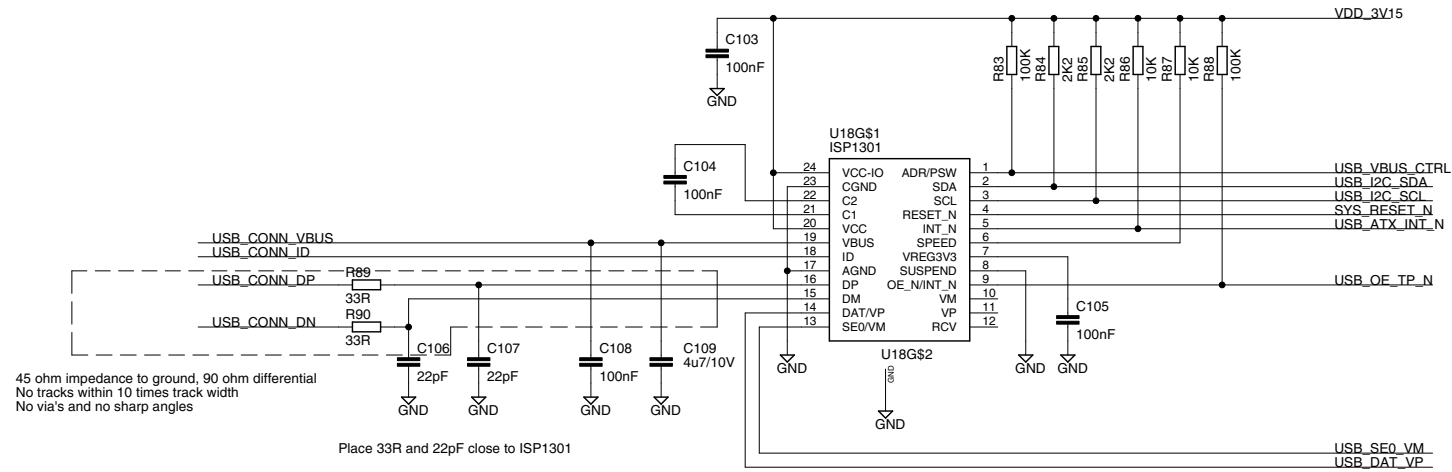 VDD_3V15
C103
100nF
GND
R83
100K
R84
2K2
R85
2K2
R86
10K
R87
10K
R88
100K
U18G$1
ISP1301
C104
100nF
24 VCC-IO ADR/PSW 1 USB_VBUS_CTRL
23 CGND SDA 2 USB_I2C_SDA
22 C2 SCL 3 USB_I2C_SCL
21 C1 RESET_N 4 SYS_RESET_N
20 VCC INT_N 5 USB_ATX_INT_N
USB_CONN_VBUS 19 VBUS SPEED 6
USB_CONN_ID 18 ID VREG3V3 7
17 AGND SUSPEND 8
USB_CONN_DP R89 33R 16 DP OE_N/INT_N 9 USB_OE_TP_N
15 DM VM 10
14 DAT/VP VP 11
USB_CONN_DN R90 33R 13 SE0/VM RCV 12
C105
100nF
C106
22pF
GND
C107
22pF
GND
C108
100nF
GND
C109
4u7/10V
GND
GND
U18G$2
GND
GND
GND
GND
45 ohm impedance to ground, 90 ohm differential
No tracks within 10 times track width
No via's and no sharp angles
Place 33R and 22pF close to ISP1301
USB_SE0_VM
USB_DAT_VP